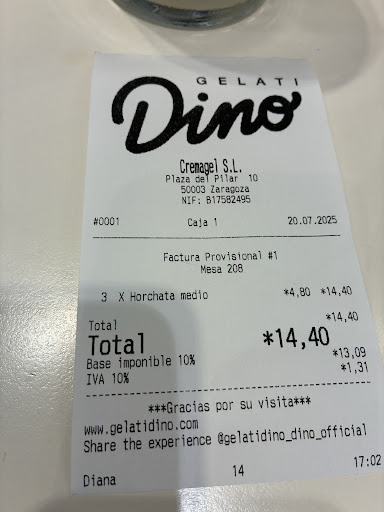 GELATI
Dino
Cremagel S.L.
Plaza del Pilar 10
50003 Zaragoza
NIF: B17582495
#0001 Caja 1 20.07.2025
Factura Provisional #1
Mesa 208
3 X Horchata medio *4,80 *14,40
Total *14,40
Total *14,40
Base imponible 10% *13,09
IVA 10% *1,31
***Gracias por su visita***
www.gelatidino.com
Share the experience @gelatidino_dino_official
Diana 14 17:02